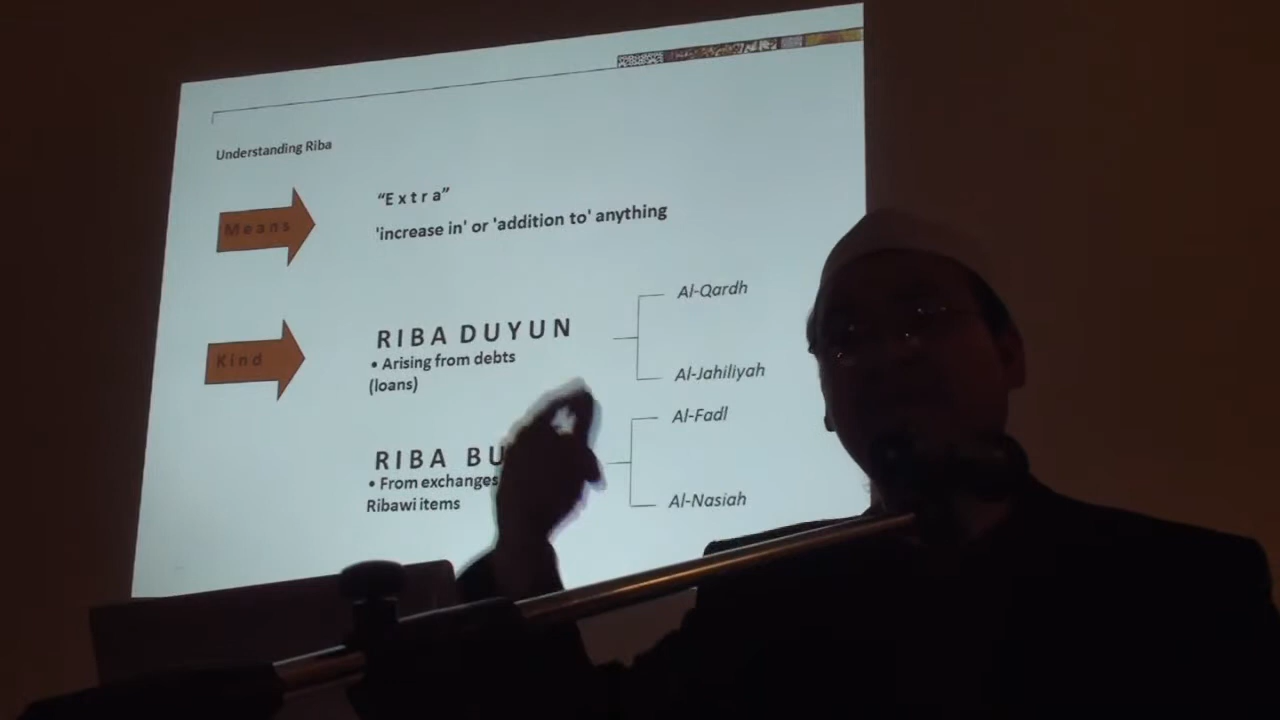 Understanding Riba
Means
“Extra”
'increase in' or 'addition to' anything
Kind
RIBA DUYUN
• Arising from debts
(loans)
Al-Qardh
Al-Jahiliyah
RIBA
• From exchanges
Ribawi items
Al-Fadl
Al-Nasiah